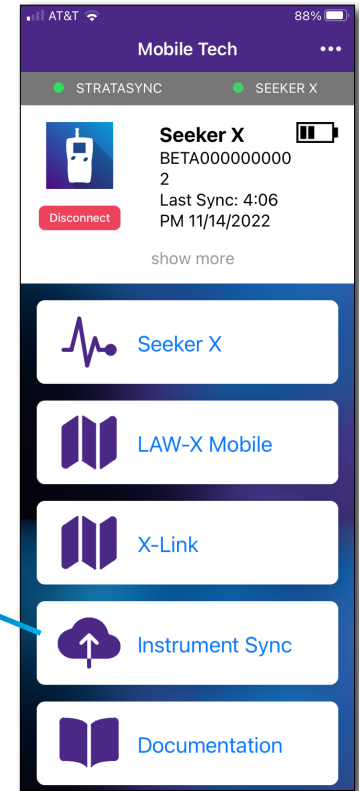 AT&T 88%
Mobile Tech
STRATASYNC SEEKER X
Seeker X
BETA000000000
2
Last Sync: 4:06
PM 11/14/2022
Disconnect
show more
Seeker X
LAW-X Mobile
X-Link
Instrument Sync
Documentation